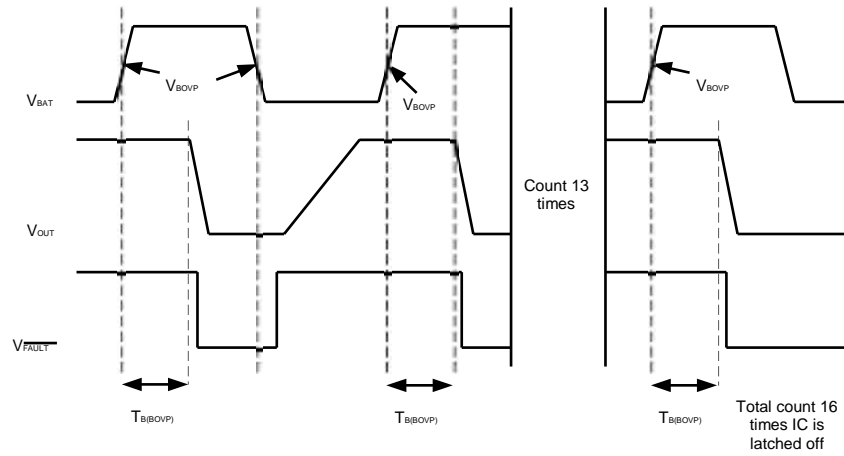 VBOVP
VBOVP
VBOVP
VBAT
Count 13
times
VOUT
VFAULT
TB(BOVP)
TB(BOVP)
TB(BOVP)
Total count 16
times IC is
latched off